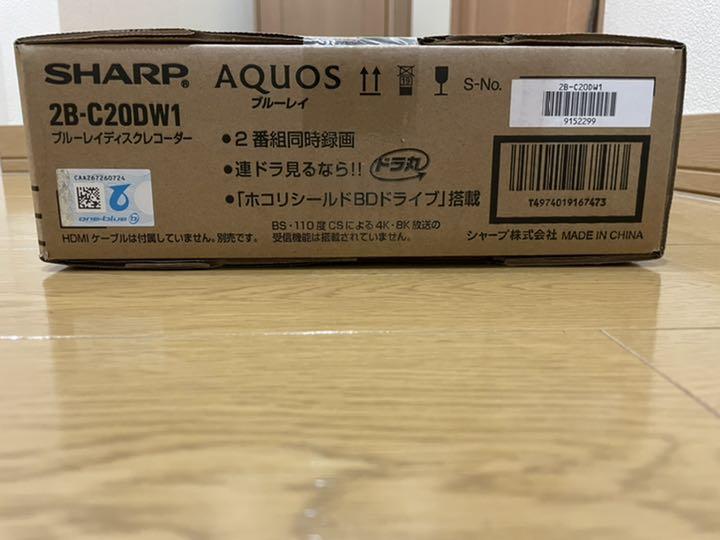 SHARP®
AQUOS
ブルーレイ
19
S-No.
2B-C20DW1
9152299
2B-C20DW1
ブルーレイディスクレコーダー
•2番組同時録画
•連ドラ見るなら!! ドラ丸
•「ホコリシールドBDドライブ」搭載
CAA267260724
one-blue
HDMIケーブルは付属していません。別売です。
BS・110度CSによる4K・8K放送の
受信機能は搭載されていません。
T4974019167473
シャープ株式会社 MADE IN CHINA